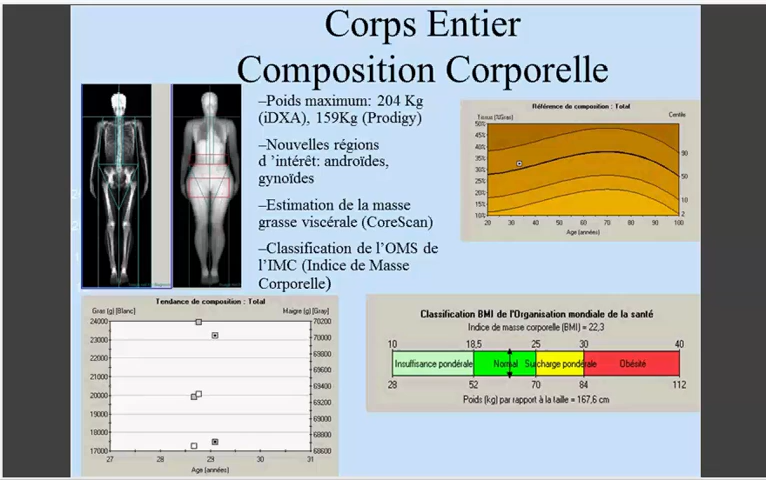 Corps Entier
Composition Corporelle
–Poids maximum: 204 Kg
(iDXA), 159Kg (Prodigy)
–Nouvelles régions
d ’intérêt: androïdes,
gynoïdes
–Estimation de la masse
grasse viscérale (CoreScan)
–Classification de l’OMS de
l’IMC (Indice de Masse
Corporelle)
Référence de composition : Total
Tissu (%Gras)
Centile
50%
45%
40%
35%
30%
25%
20%
15%
10%
90
50
10
2
20 30 40 50 60 70 80 90 100
Age (années)
Tendance de composition : Total
Gras (g) [Blanc]
Maigre (g) [Gray]
24000
23000
22000
21000
20000
19000
18000
17000
70200
70000
69800
69600
69400
69200
69000
68800
68600
27 28 29 30 31
Age (années)
Classification BMI de l'Organisation mondiale de la santé
Indice de masse corporelle (BMI) = 22,3
10 18,5 25 30 40
Insuffisance pondérale Normal Surcharge pondérale Obésité
28 52 70 84 112
Poids (kg) par rapport à la taille = 167,6 cm